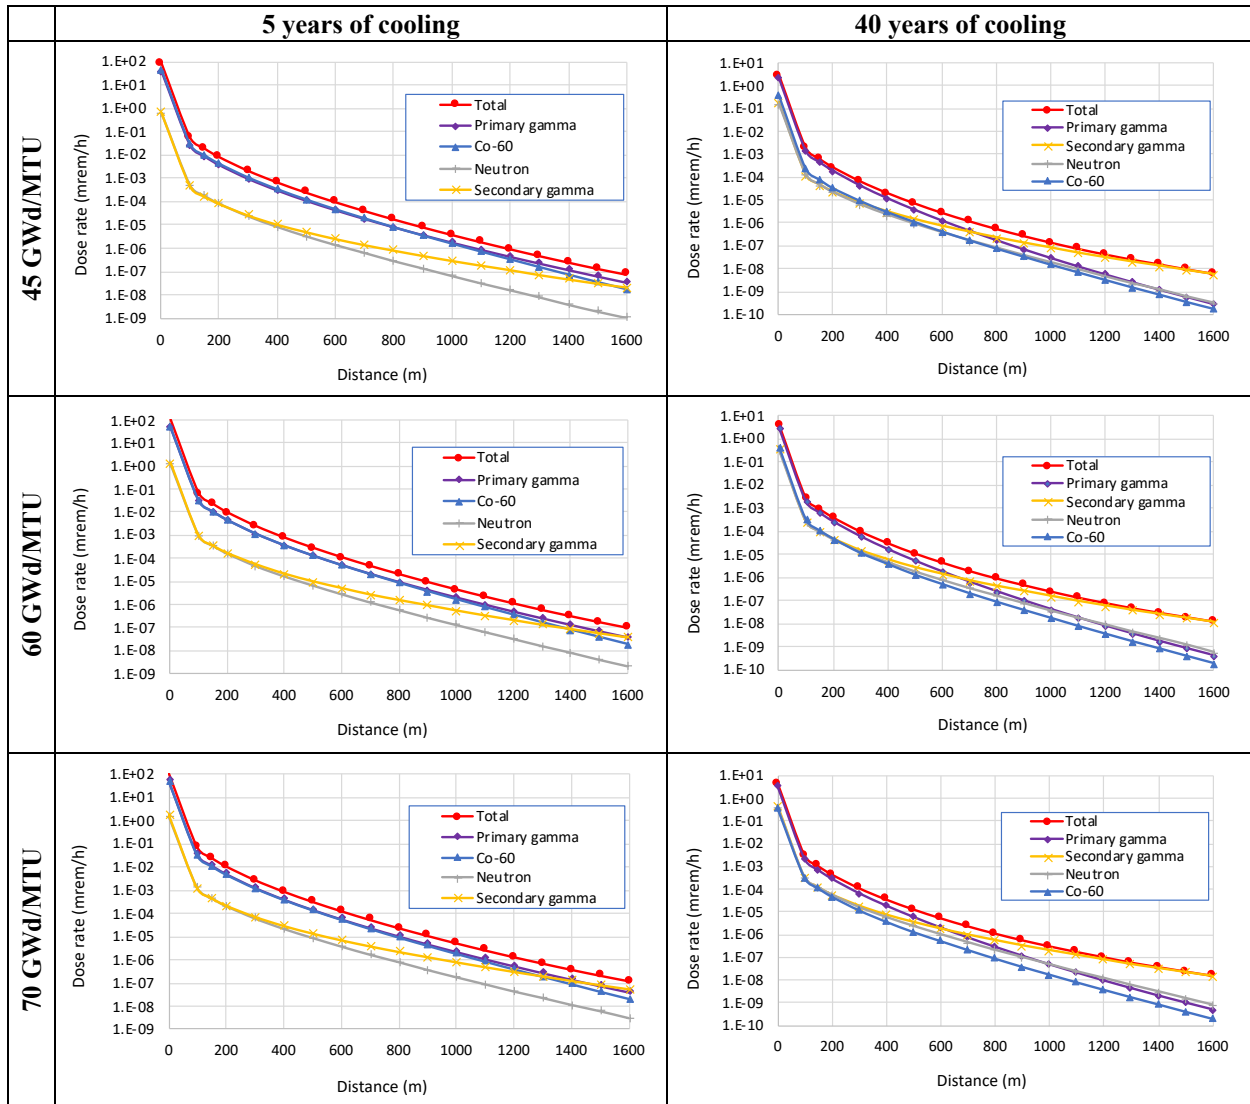 5 years of cooling
40 years of cooling
45 GWd/MTU
Dose rate (mrem/h)
1.E+02
1.E+01
1.E+00
1.E-01
1.E-02
1.E-03
1.E-04
1.E-05
1.E-06
1.E-07
1.E-08
1.E-09
Total
Primary gamma
Co-60
Neutron
Secondary gamma
0 200 400 600 800 1000 1200 1400 1600
Distance (m)
Dose rate (mrem/h)
1.E+01
1.E+00
1.E-01
1.E-02
1.E-03
1.E-04
1.E-05
1.E-06
1.E-07
1.E-08
1.E-09
1.E-10
Total
Primary gamma
Secondary gamma
Neutron
Co-60
0 200 400 600 800 1000 1200 1400 1600
Distance (m)
60 GWd/MTU
Dose rate (mrem/h)
1.E+02
1.E+01
1.E+00
1.E-01
1.E-02
1.E-03
1.E-04
1.E-05
1.E-06
1.E-07
1.E-08
1.E-09
Total
Primary gamma
Co-60
Neutron
Secondary gamma
0 200 400 600 800 1000 1200 1400 1600
Distance (m)
Dose rate (mrem/h)
1.E+01
1.E+00
1.E-01
1.E-02
1.E-03
1.E-04
1.E-05
1.E-06
1.E-07
1.E-08
1.E-09
1.E-10
Total
Primary gamma
Secondary gamma
Neutron
Co-60
0 200 400 600 800 1000 1200 1400 1600
Distance (m)
70 GWd/MTU
Dose rate (mrem/h)
1.E+02
1.E+01
1.E+00
1.E-01
1.E-02
1.E-03
1.E-04
1.E-05
1.E-06
1.E-07
1.E-08
1.E-09
Total
Primary gamma
Co-60
Neutron
Secondary gamma
0 200 400 600 800 1000 1200 1400 1600
Distance (m)
Dose rate (mrem/h)
1.E+01
1.E+00
1.E-01
1.E-02
1.E-03
1.E-04
1.E-05
1.E-06
1.E-07
1.E-08
1.E-09
1.E-10
Total
Primary gamma
Secondary gamma
Neutron
Co-60
0 200 400 600 800 1000 1200 1400 1600
Distance (m)